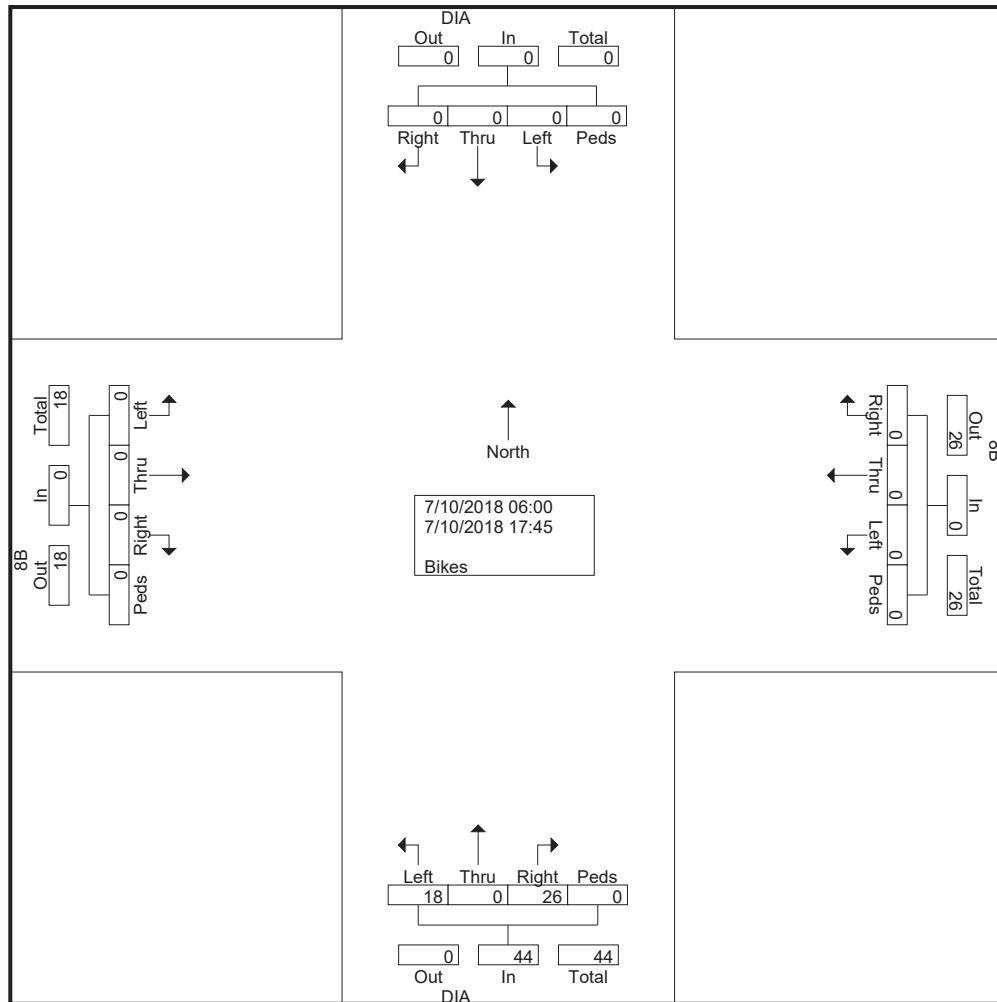 DIA
Out In Total
0 0 0
0 0 0 0
Right Thru Left Peds
Total In Out
18 0 18
8B
0 0 0 0
Left Thru Right Peds
North
7/10/2018 06:00
7/10/2018 17:45
Bikes
8B
Out In Total
26 0 26
0 0 0 0
Right Thru Left Peds
Left Thru Right Peds
18 0 26 0
0 44 44
Out In Total
DIA